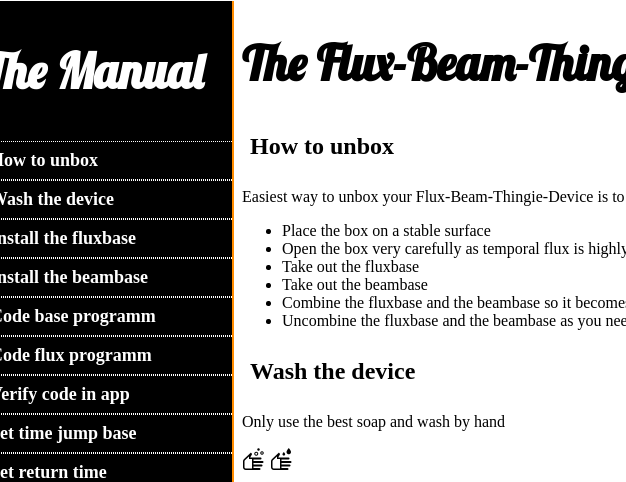 The Manual
How to unbox
Wash the device
Install the fluxbase
Install the beambase
Code base programm
Code flux programm
Verify code in app
Set time jump base
Set return time
The Flux-Beam-Thing
How to unbox
Easiest way to unbox your Flux-Beam-Thingie-Device is to
Place the box on a stable surface
Open the box very carefully as temporal flux is highly
Take out the fluxbase
Take out the beambase
Combine the fluxbase and the beambase so it becomes
Uncombine the fluxbase and the beambase as you nee
Wash the device
Only use the best soap and wash by hand